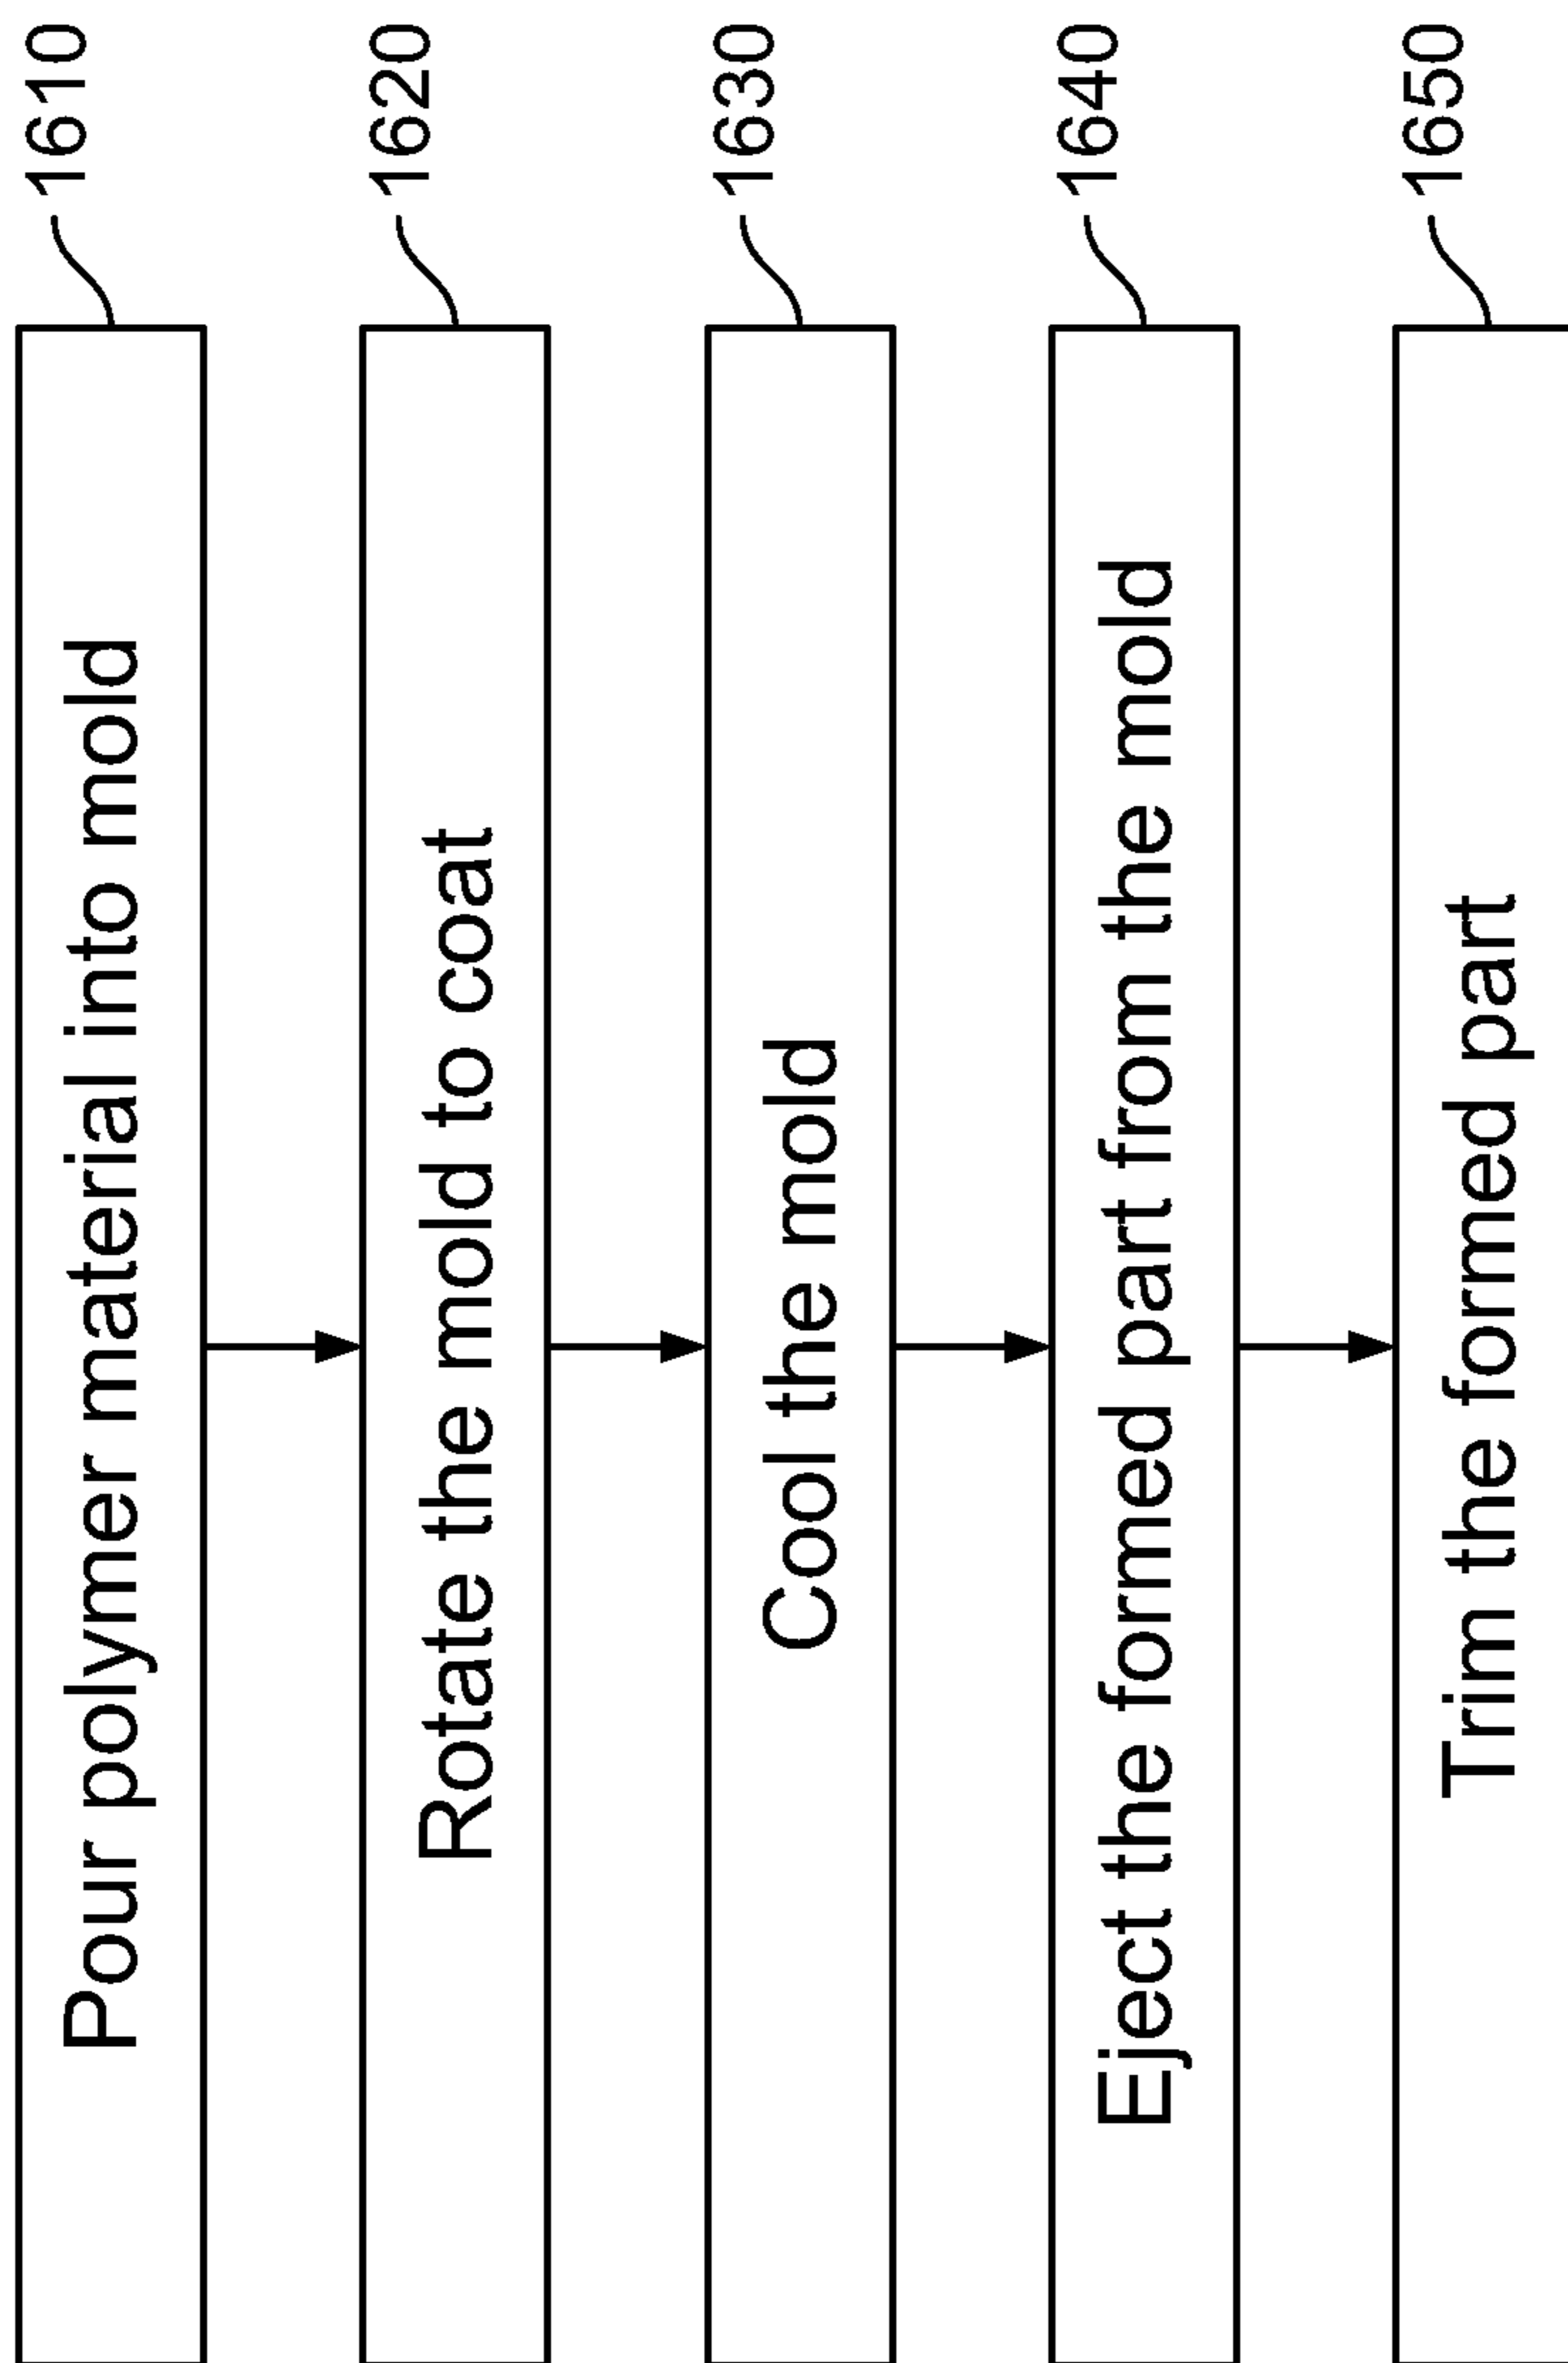 1610
Pour polymer material into mold
1620
Rotate the mold to coat
1630
Cool the mold
1640
Eject the formed part from the mold
1650
Trim the formed part